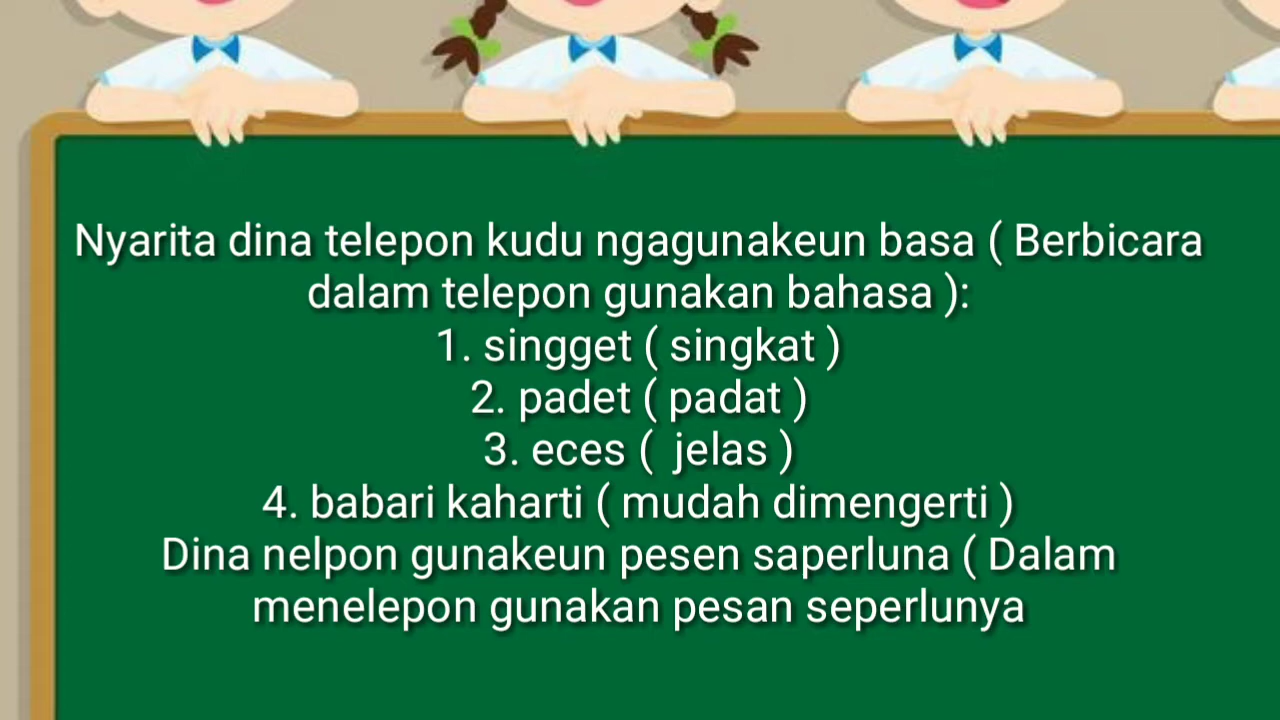 Nyarita dina telepon kudu ngagunakeun basa ( Berbicara
dalam telepon gunakan bahasa ):
1. singget ( singkat )
2. padet ( padat )
3. eces (  jelas )
4. babari kaharti ( mudah dimengerti )
Dina nelpon gunakeun pesen saperluna ( Dalam
menelepon gunakan pesan seperlunya